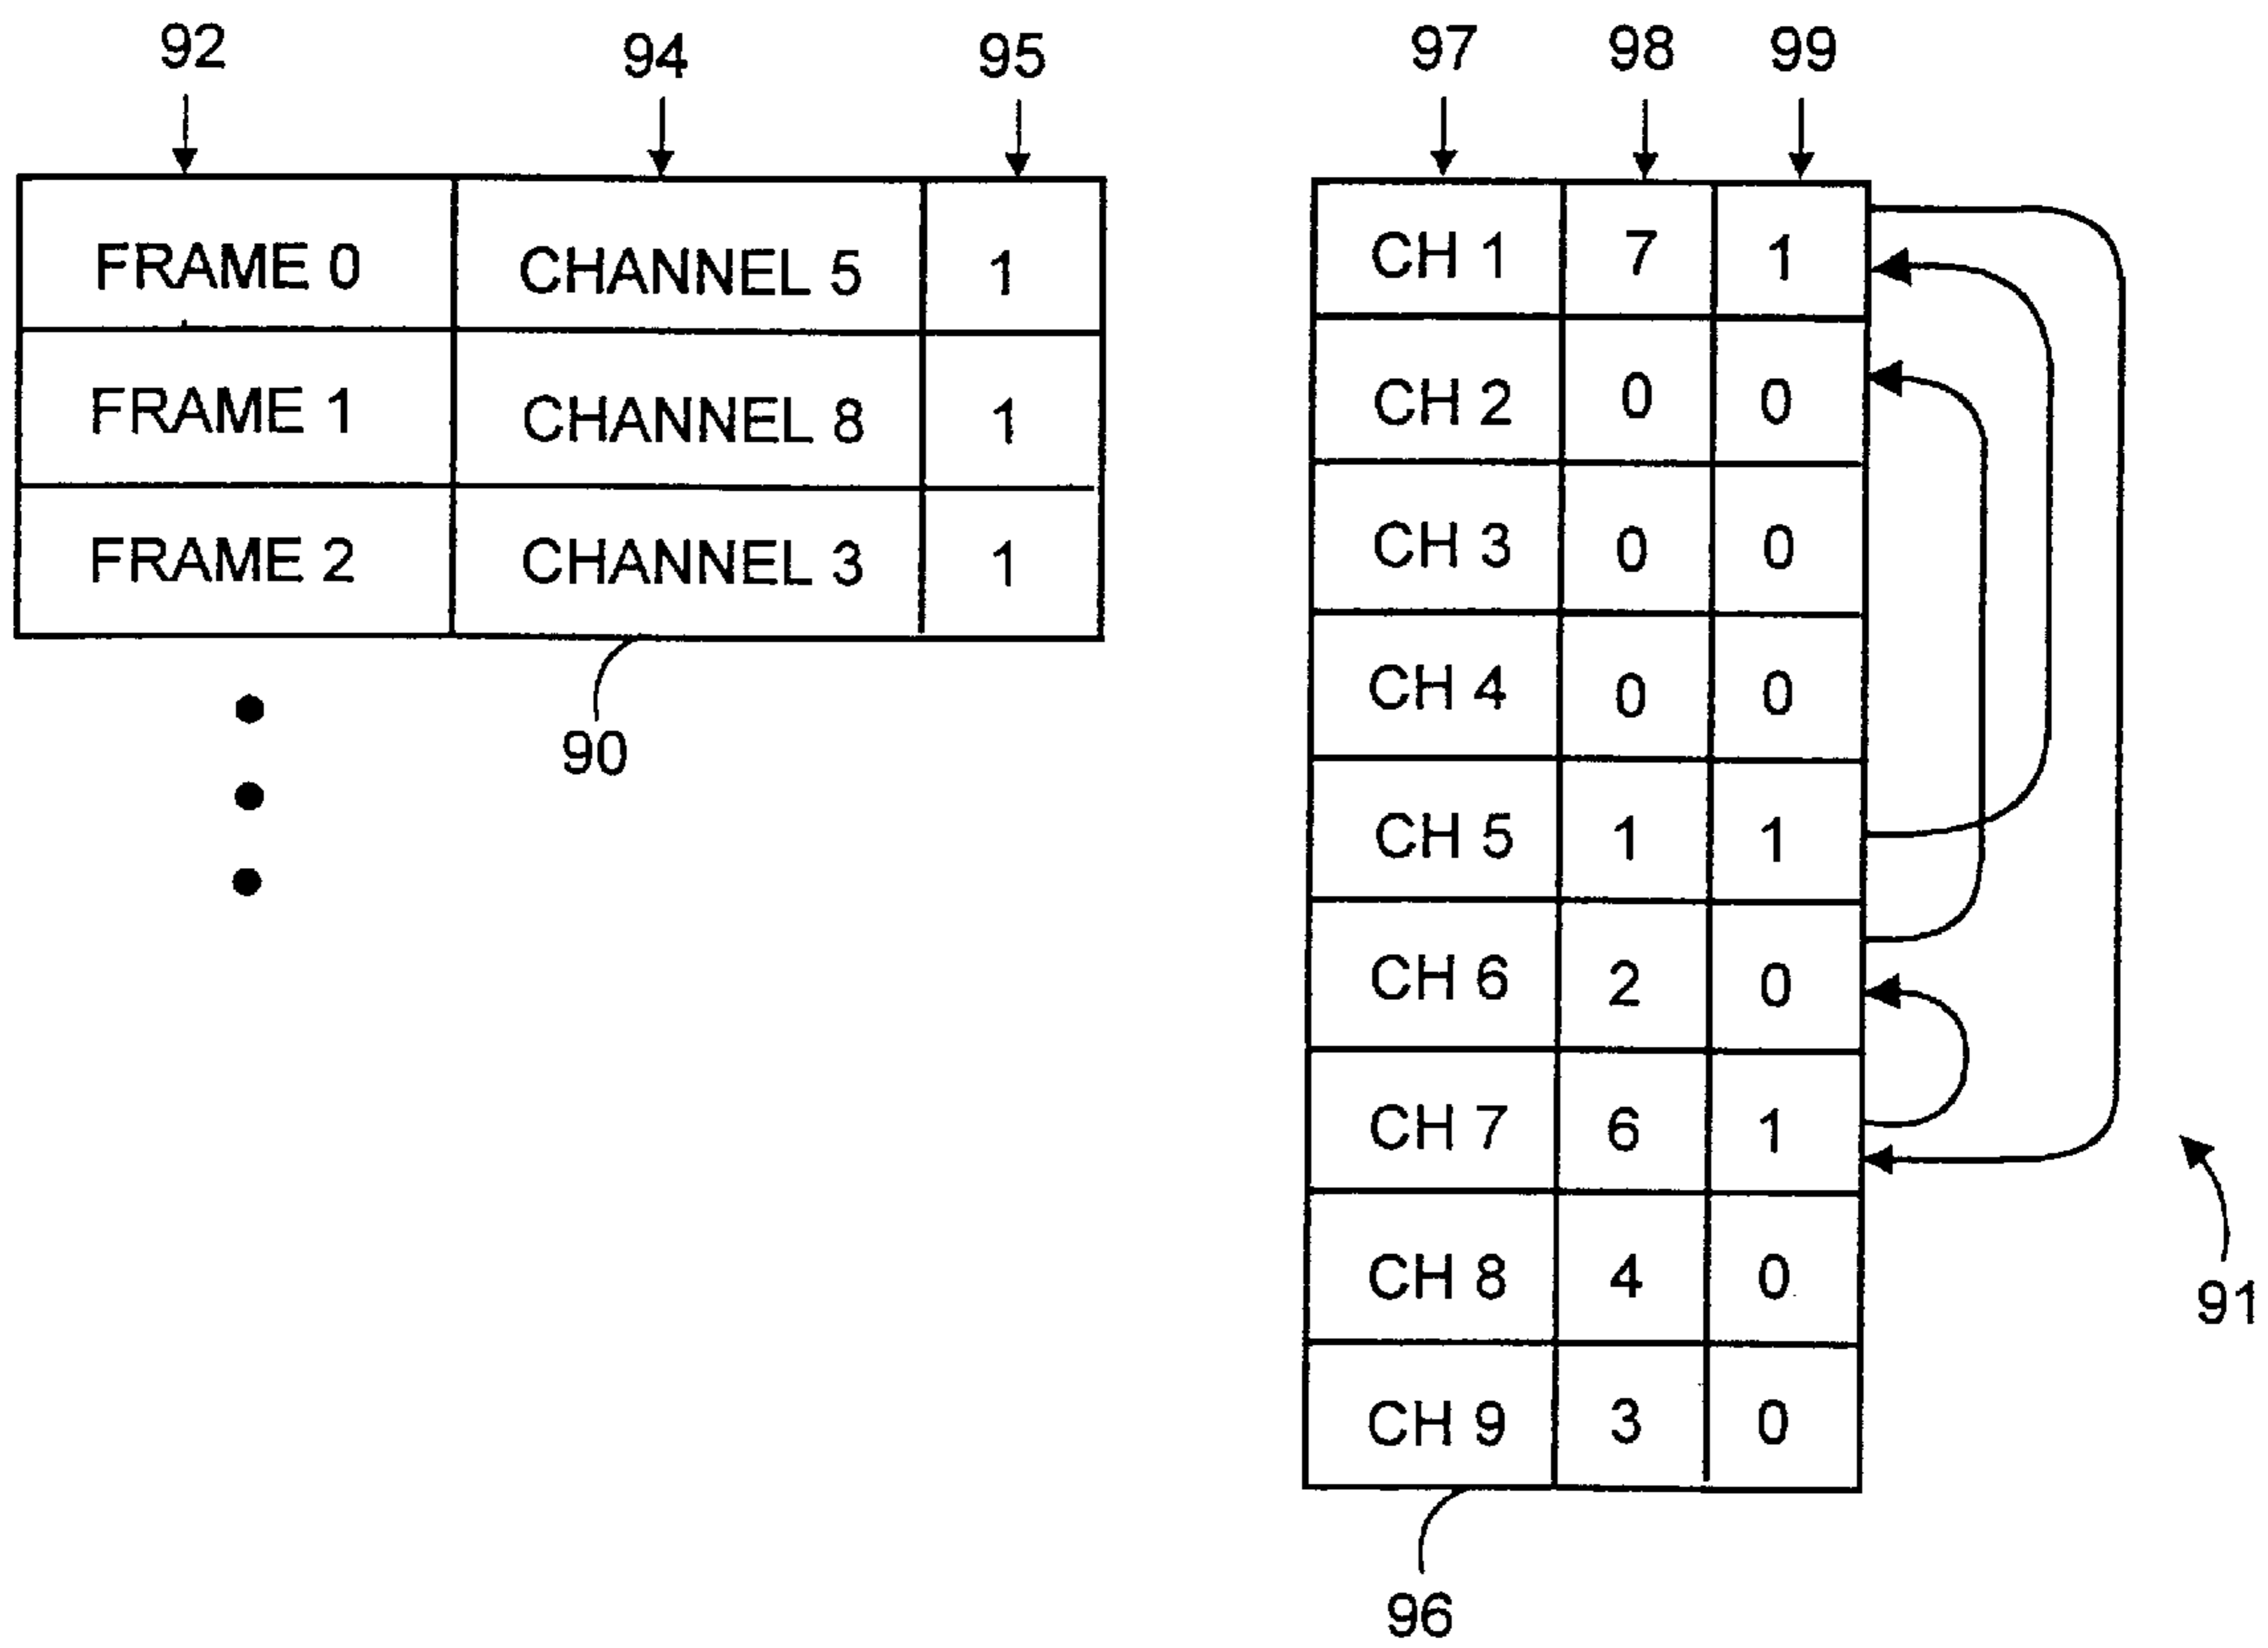 92 94 95
FRAME 0 CHANNEL 5 1
FRAME 1 CHANNEL 8 1
FRAME 2 CHANNEL 3 1
90
97 98 99
CH 1 7 1
CH 2 0 0
CH 3 0 0
CH 4 0 0
CH 5 1 1
CH 6 2 0
CH 7 6 1
CH 8 4 0
CH 9 3 0
91
96